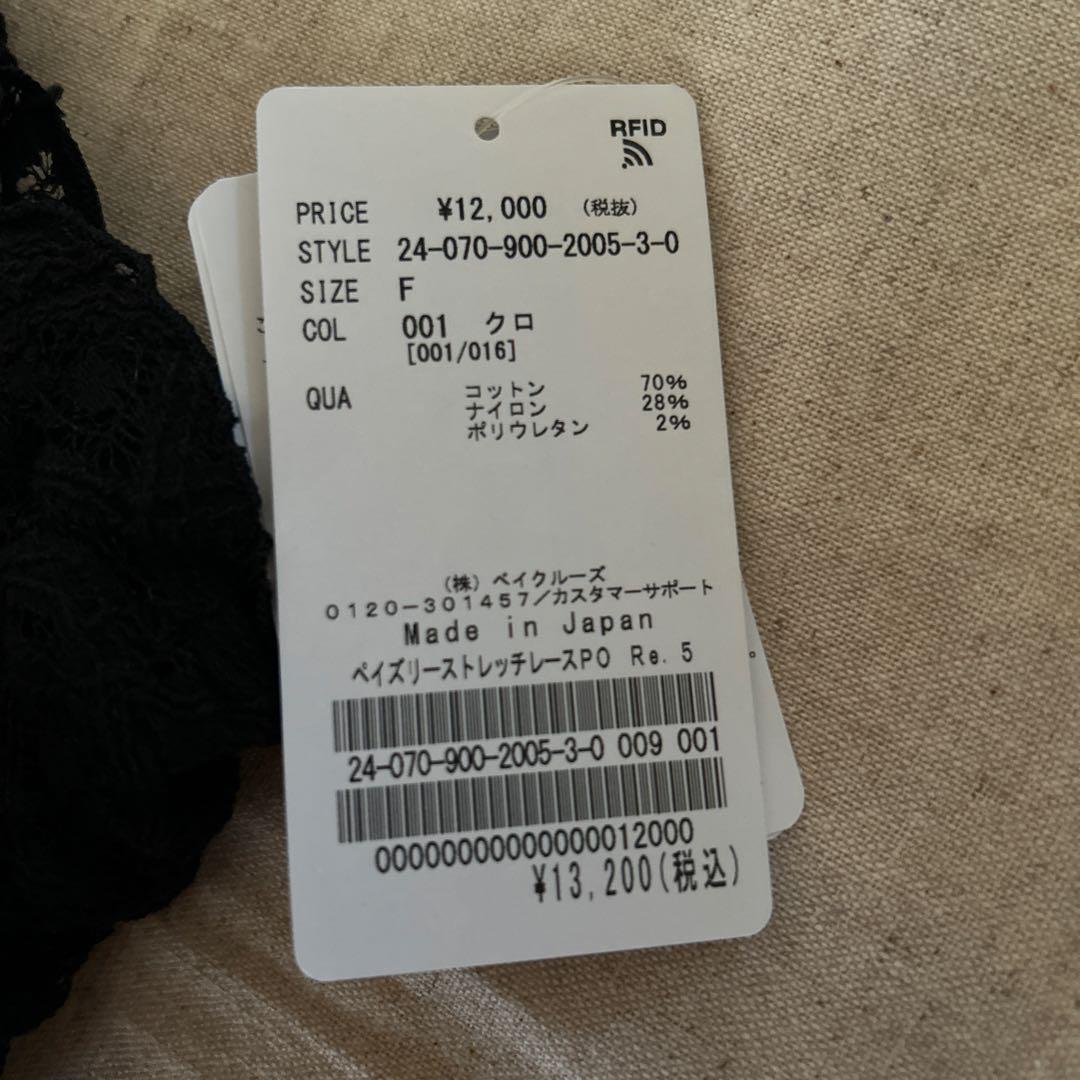 RFID
PRICE ¥12,000 (税抜)
STYLE 24-070-900-2005-3-0
SIZE F
COL 001 クロ
[001/016]
QUA コットン 70%
ナイロン 28%
ポリウレタン 2%
(株) ベイクルーズ
0120-301457/カスタマーサポート
Made in Japan
ペイズリーストレッチレースPO Re. 5
24-070-900-2005-3-0 009 001
000000000000000012000
¥13,200(税込)